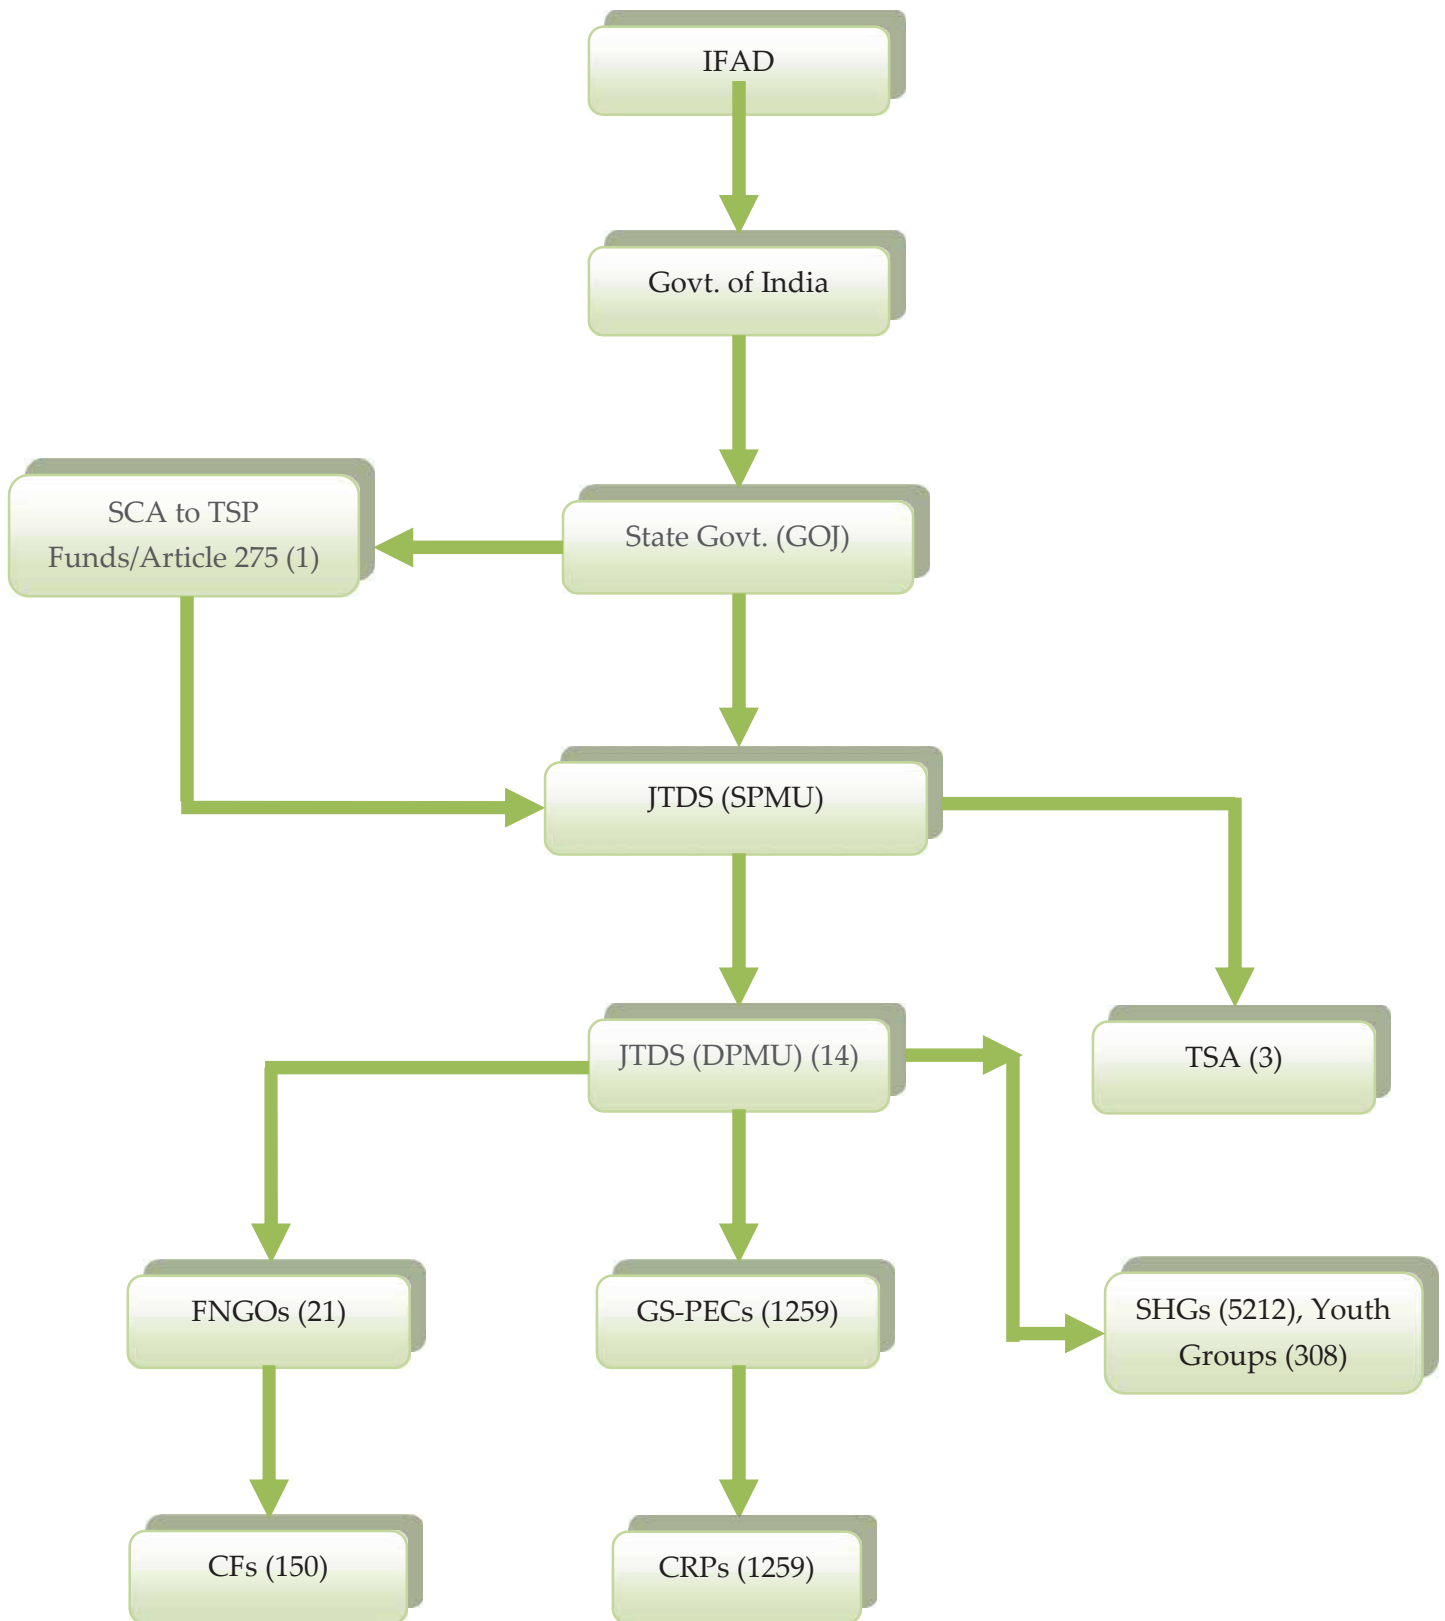 IFAD
Govt. of India
SCA to TSP
Funds/Article 275 (1)
State Govt. (GOJ)
JTDS (SPMU)
JTDS (DPMU) (14)
TSA (3)
FNGOs (21)
GS-PECs (1259)
SHGs (5212), Youth
Groups (308)
CFs (150)
CRPs (1259)